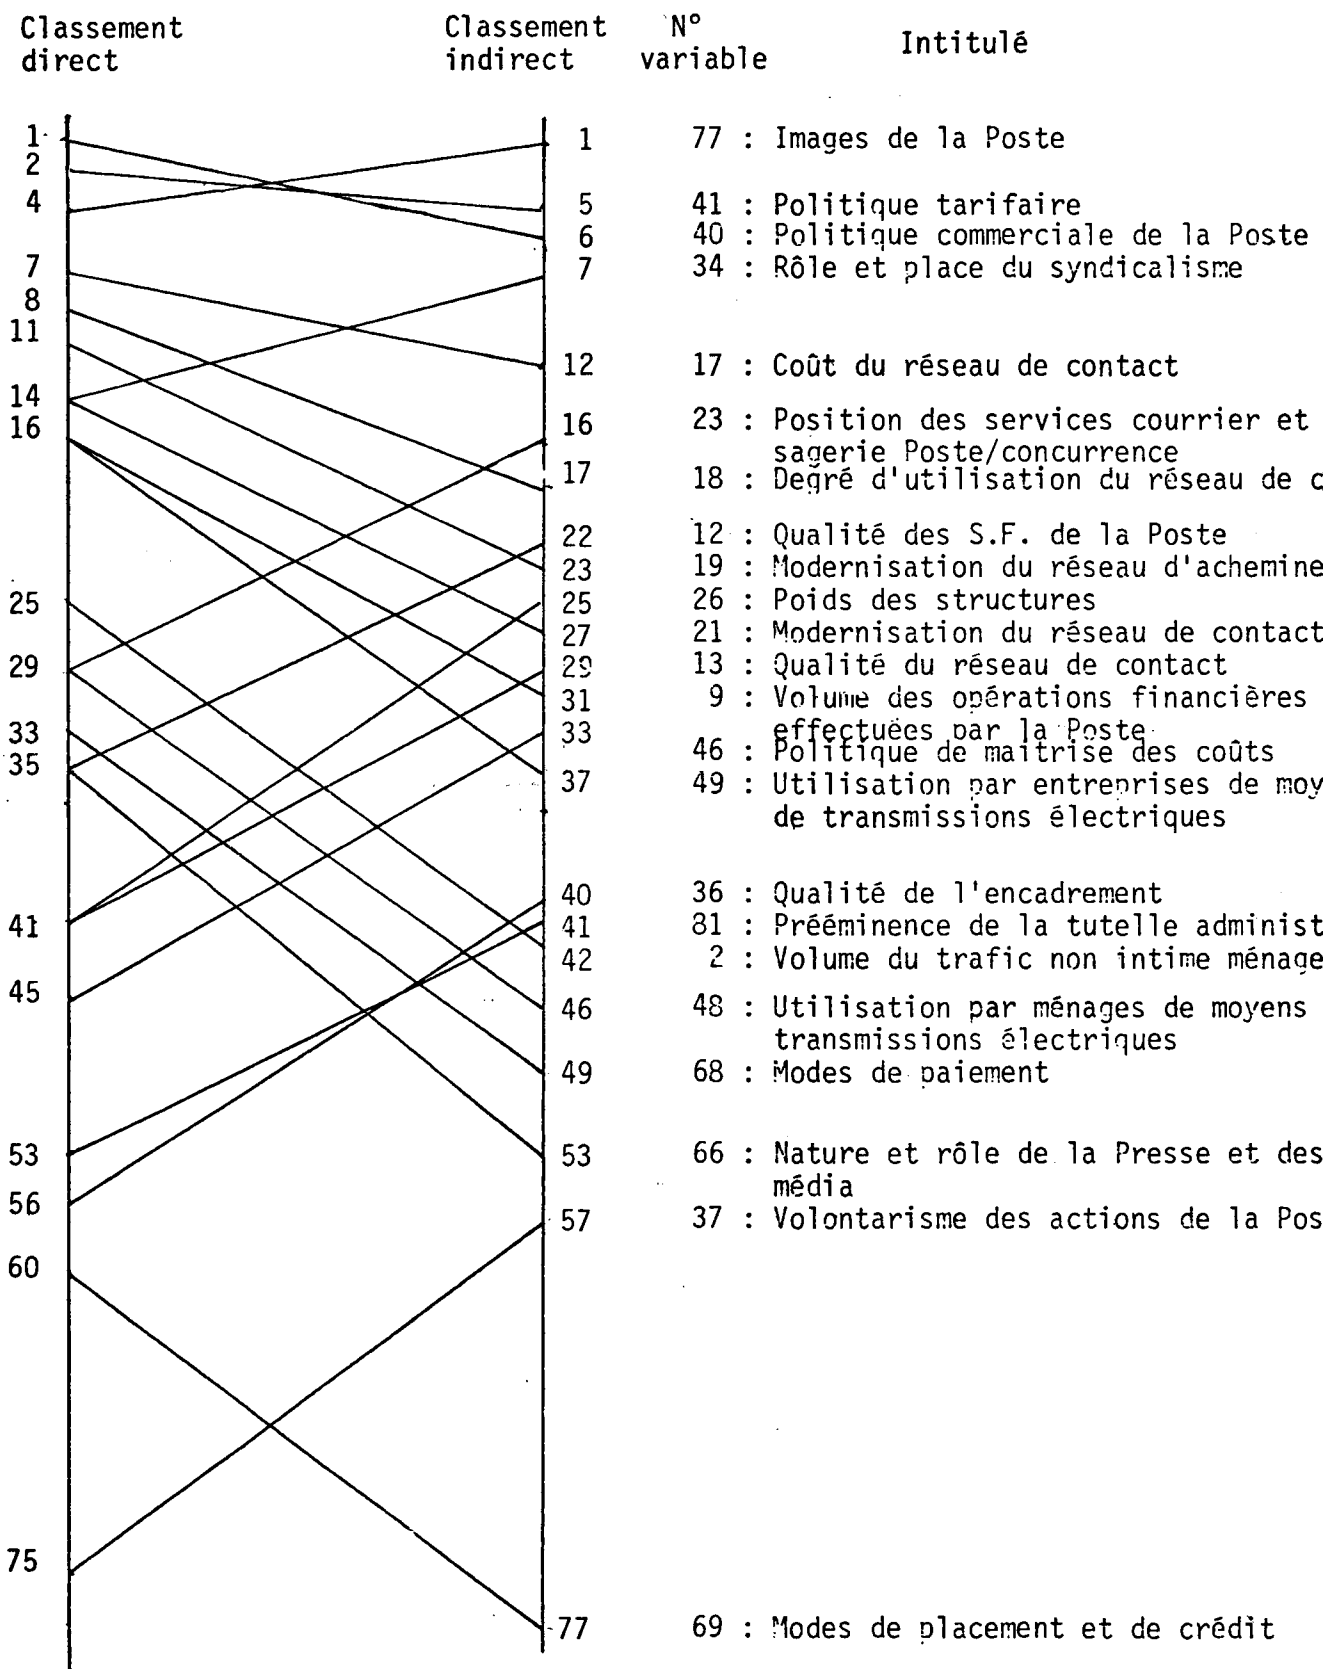 Classement Classement N° Intitulé
direct indirect variable
1 1 77 : Images de la Poste
2
4 5 41 : Politique tarifaire
6 40 : Politique commerciale de la Poste
7 7 34 : Rôle et place du syndicalisme
8
11
12 17 : Coût du réseau de contact
14
16 16 23 : Position des services courrier et
sagerie Poste/concurrence
17 18 : Degré d'utilisation du réseau de c
22 12 : Qualité des S.F. de la Poste
23 19 : Modernisation du réseau d'achemine
25 25 26 : Poids des structures
27 21 : Modernisation du réseau de contact
29 29 13 : Qualité du réseau de contact
31 9 : Volume des opérations financières
effectuées par la Poste
33 33 46 : Politique de maitrise des coûts
35 37 49 : Utilisation par entreprises de moy
de transmissions électriques
40 36 : Qualité de l'encadrement
41 41 81 : Prééminence de la tutelle administ
42 2 : Volume du trafic non intime ménage
45 46 48 : Utilisation par ménages de moyens
transmissions électriques
49 68 : Modes de paiement
53 53 66 : Nature et rôle de la Presse et des
média
56 57 37 : Volontarisme des actions de la Pos
60
75
77 69 : Modes de placement et de crédit